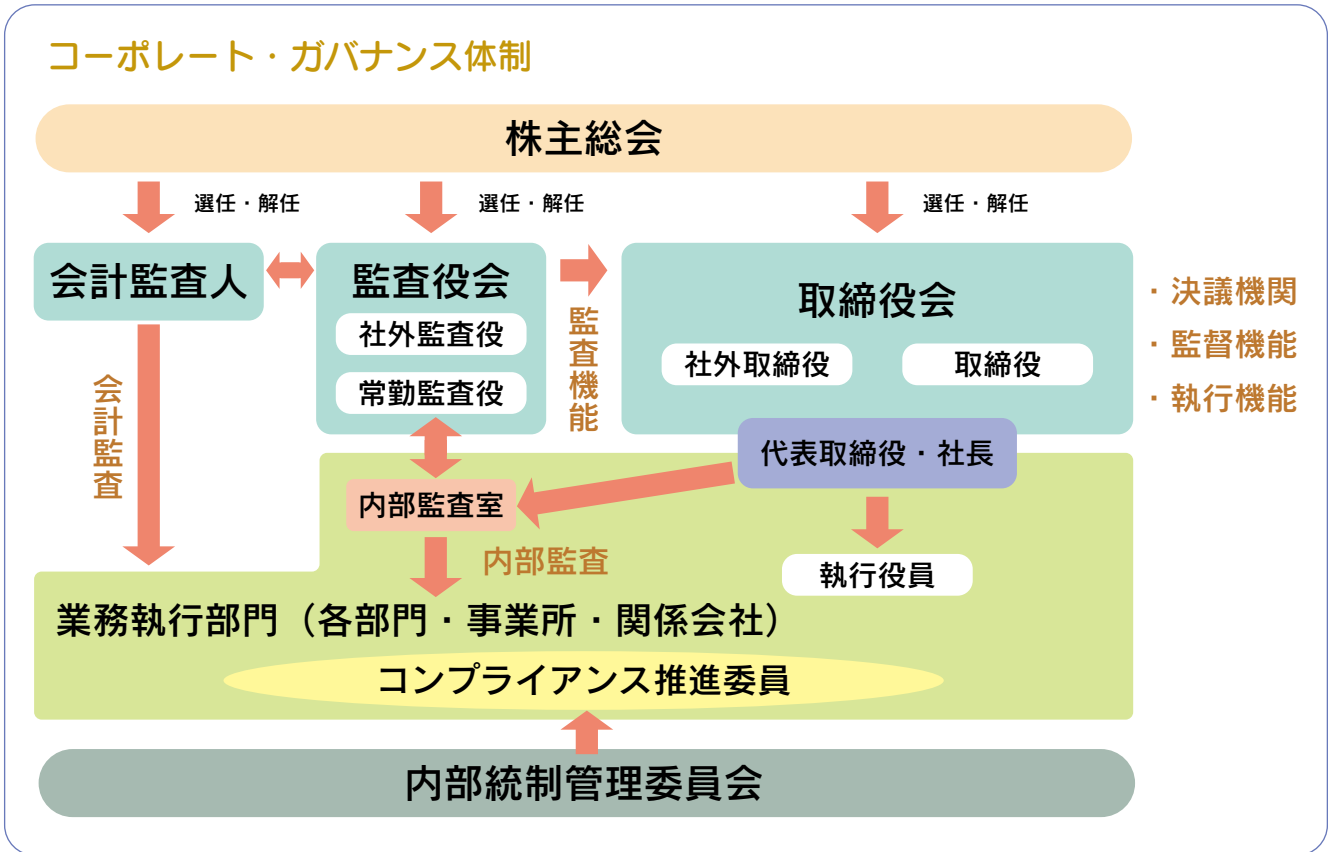 コーポレート・ガバナンス体制
株主総会
選任・解任
選任・解任
選任・解任
会計監査人
監査役会
社外監査役
常勤監査役
監査機能
取締役会
社外取締役
取締役
・決議機関
・監督機能
・執行機能
会計監査
代表取締役・社長
内部監査室
内部監査
執行役員
業務執行部門（各部門・事業所・関係会社）
コンプライアンス推進委員
内部統制管理委員会